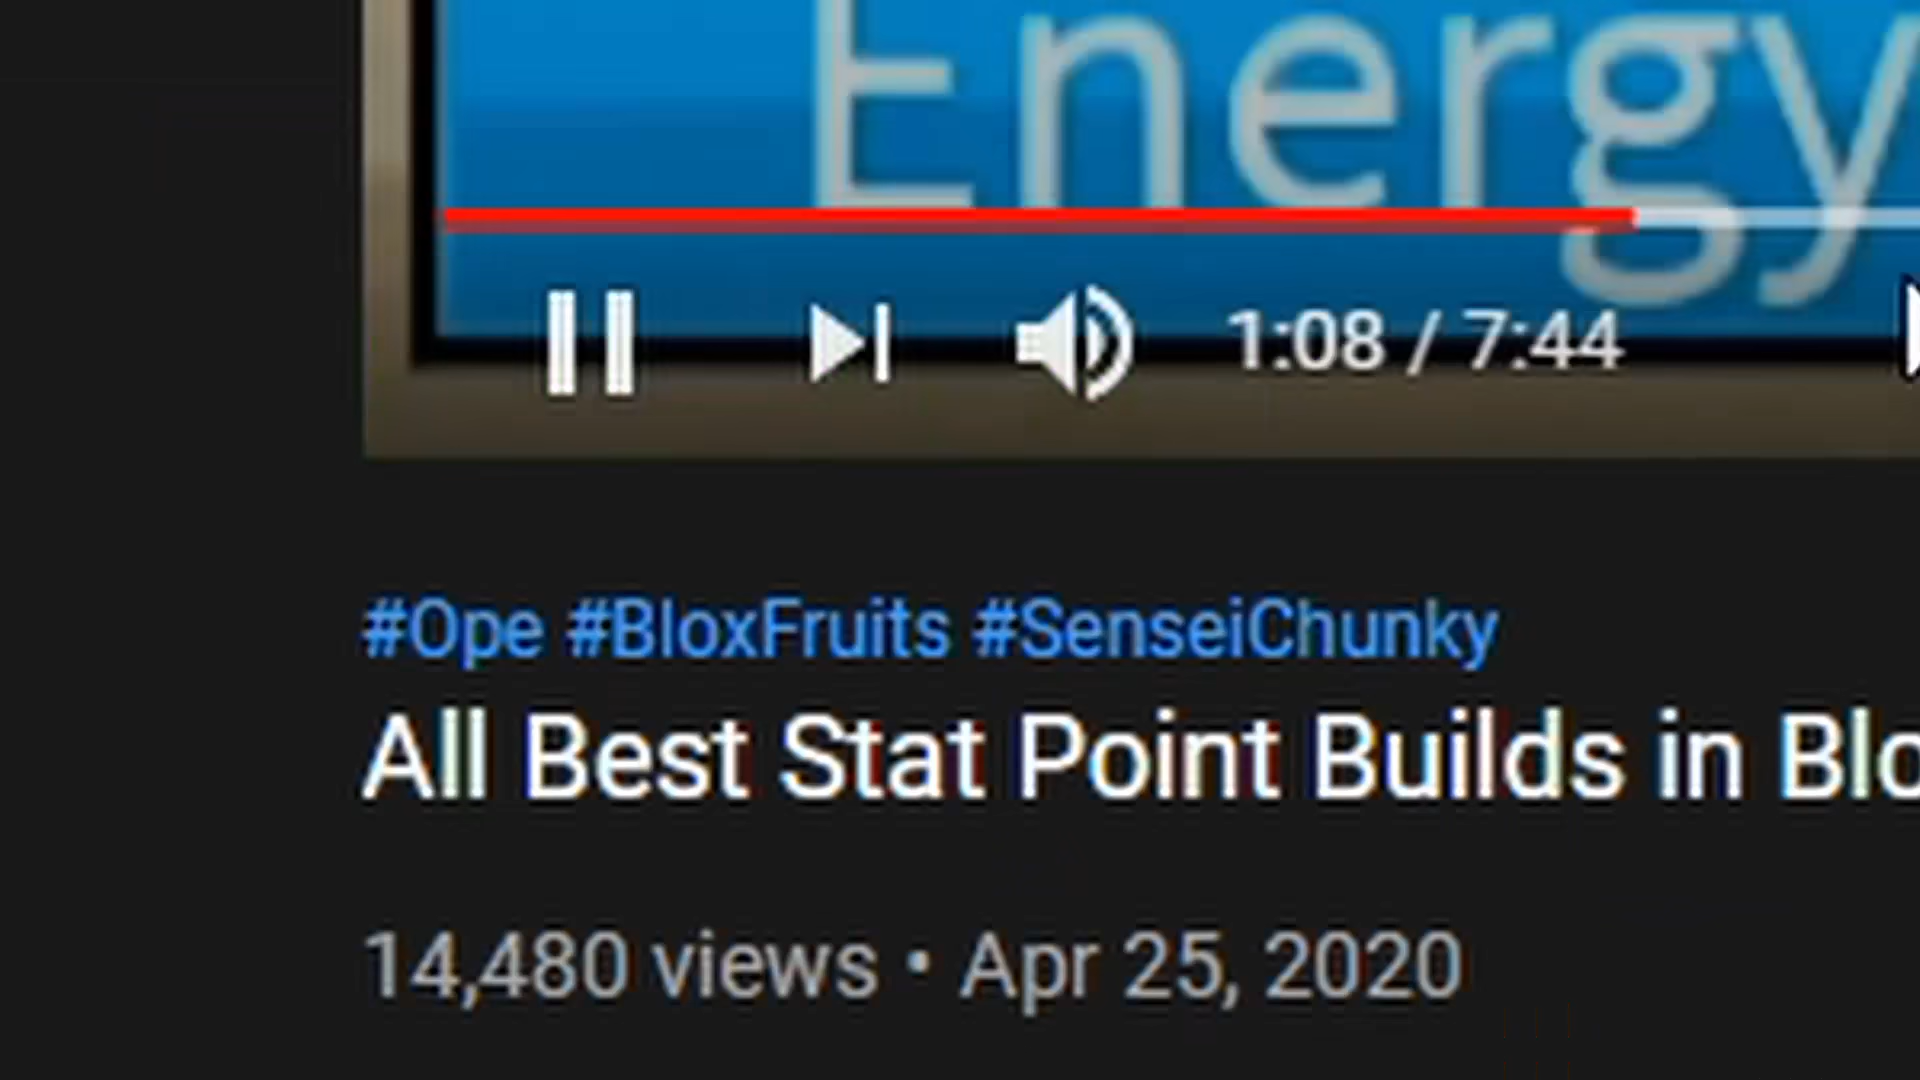 Energy
1:08 / 7:44
#Ope #BloxFruits #SenseiChunky
All Best Stat Point Builds in Blo
14,480 views • Apr 25, 2020